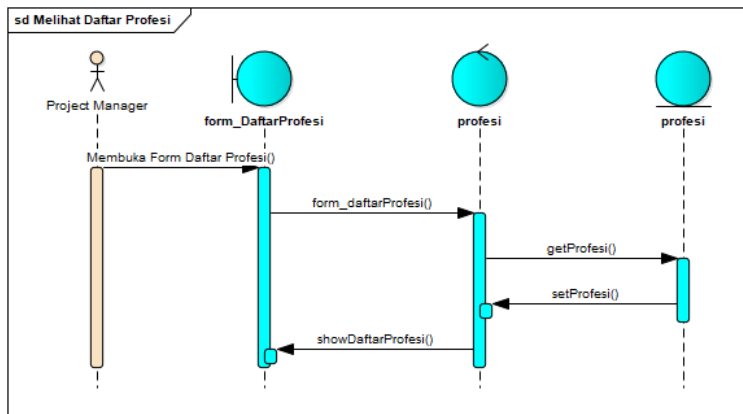 sd Melihat Daftar Profesi
Project Manager
form_DaftarProfesi
profesi
profesi
Membuka Form Daftar Profesi()
form_daftarProfesi()
getProfesi()
setProfesi()
showDaftarProfesi()